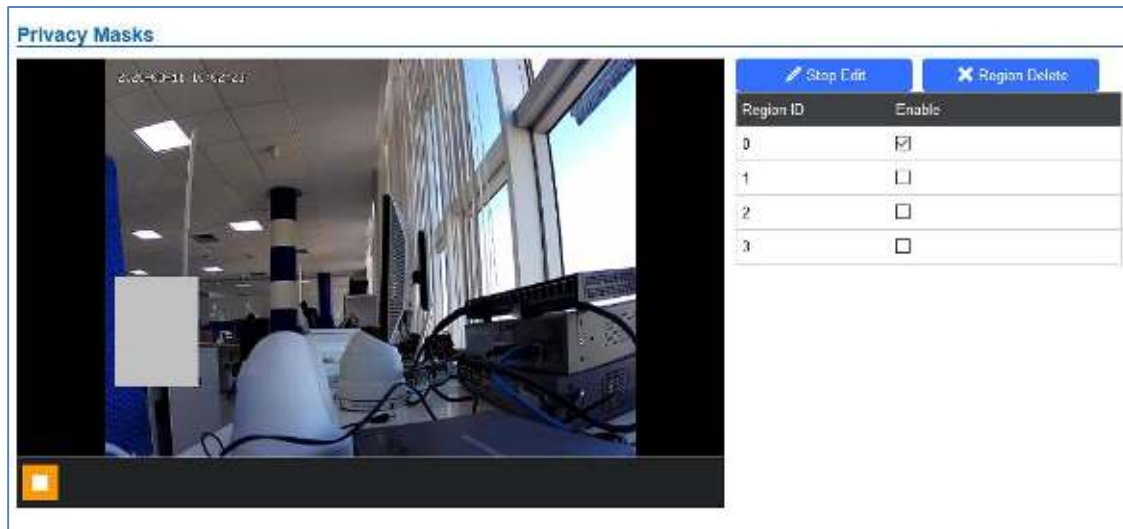 Privacy Masks
Stop Edit
Region Delete
Region ID Enable
0
1
2
3